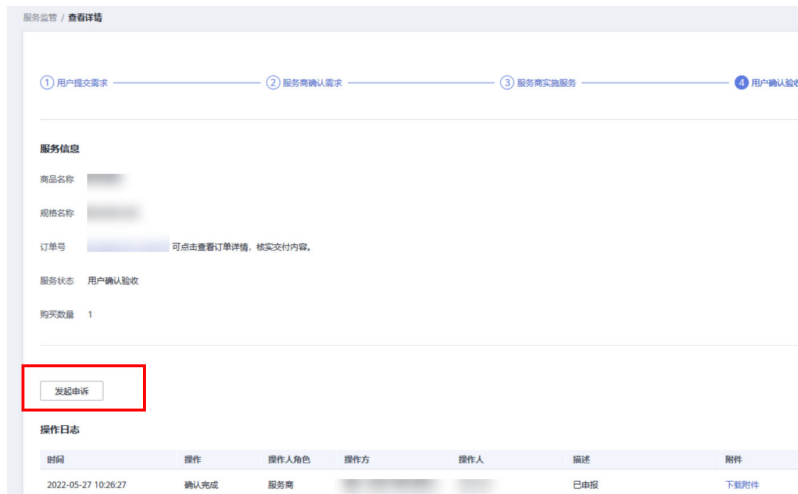 服务监管 / 查看详情
1 用户提交需求 2 服务商确认需求 3 服务商实施服务 4 用户确认验收
服务信息
商品名称
规格名称
订单号 可点击查看订单详情，核实交付内容。
服务状态 用户确认验收
购买数量 1
发起申诉
操作日志
时间 操作 操作人角色 操作方 操作人 描述 附件
2022-05-27 10:26:27 确认完成 服务商 已申报 下载附件